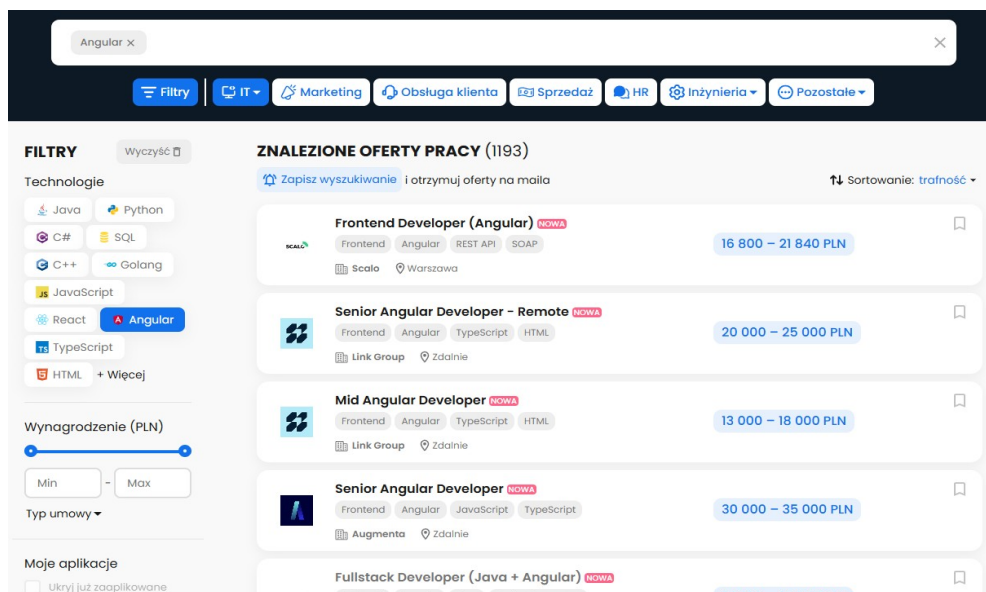 Angular ×
Filtry
IT
Marketing
Obsługa klienta
Sprzedaż
HR
Inżynieria
Pozostałe
FILTRY
Wyczyść
Technologie
Java
Python
C#
SQL
C++
Golang
JS JavaScript
React
Angular
TS TypeScript
HTML
+ Więcej
Wynagrodzenie (PLN)
Min - Max
Typ umowy
Moje aplikacje
Ukryj już zaaplikowane
ZNALEZIONE OFERTY PRACY (1193)
Zapisz wyszukiwanie i otrzymuj oferty na maila
Sortowanie: trafność
SCALO
Frontend Developer (Angular) NOWA
Frontend Angular REST API SOAP
Scalo Warszawa
16 800 – 21 840 PLN
Senior Angular Developer - Remote NOWA
Frontend Angular TypeScript HTML
Link Group Zdalnie
20 000 – 25 000 PLN
Mid Angular Developer NOWA
Frontend Angular TypeScript HTML
Link Group Zdalnie
13 000 – 18 000 PLN
Senior Angular Developer NOWA
Frontend Angular JavaScript TypeScript
Augmenta Zdalnie
30 000 – 35 000 PLN
Fullstack Developer (Java + Angular) NOWA